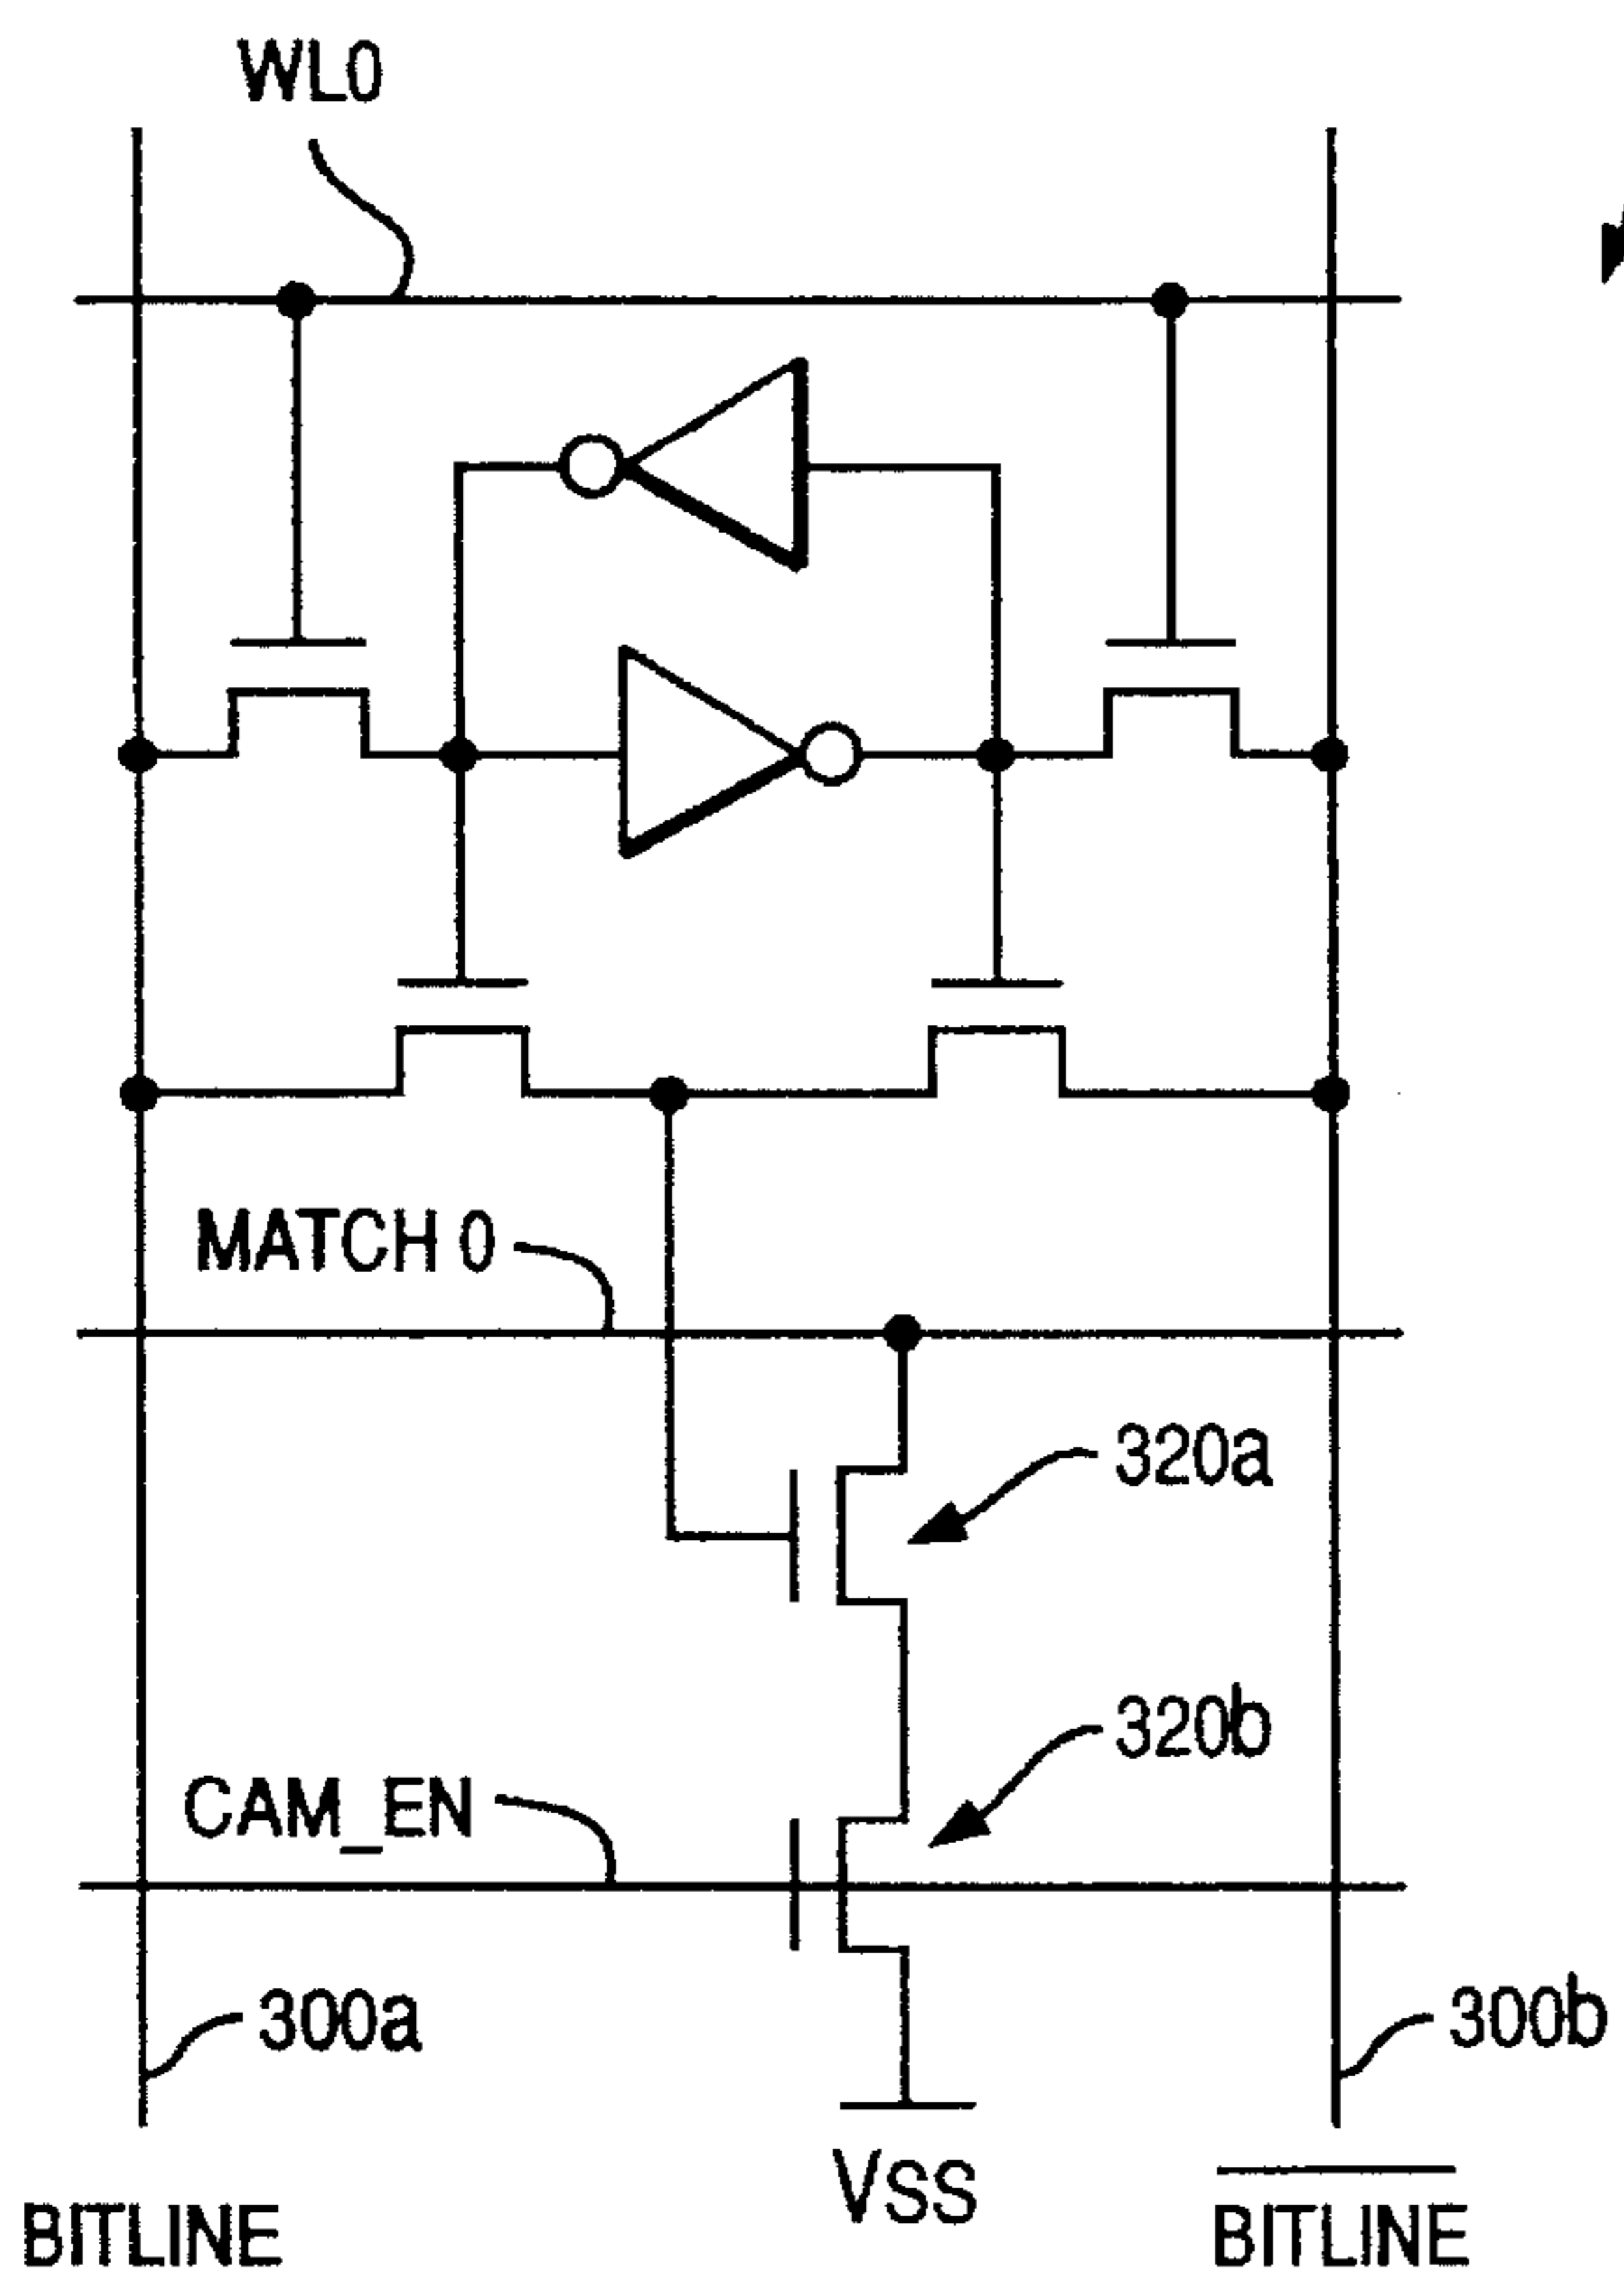 WL0
MATCH 0
320a
320b
CAM_EN
300a
300b
VSS
BITLINE
BITLINE